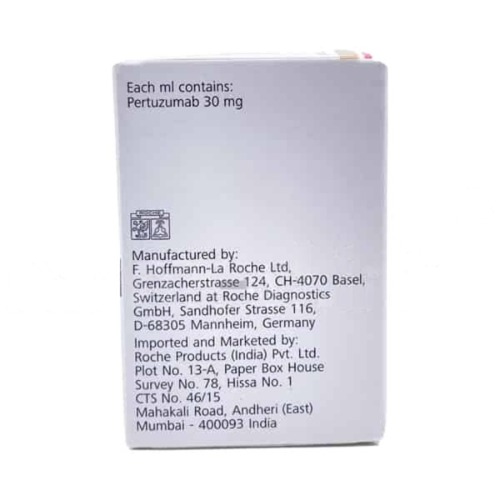 Each ml contains:
Pertuzumab 30 mg
Manufactured by:
F. Hoffmann-La Roche Ltd,
Grenzacherstrasse 124, CH-4070 Basel,
Switzerland at Roche Diagnostics
GmbH, Sandhofer Strasse 116,
D-68305 Mannheim, Germany
Imported and Marketed by:
Roche Products (India) Pvt. Ltd.
Plot No. 13-A, Paper Box House
Survey No. 78, Hissa No. 1
CTS No. 46/15
Mahakali Road, Andheri (East)
Mumbai - 400093 India